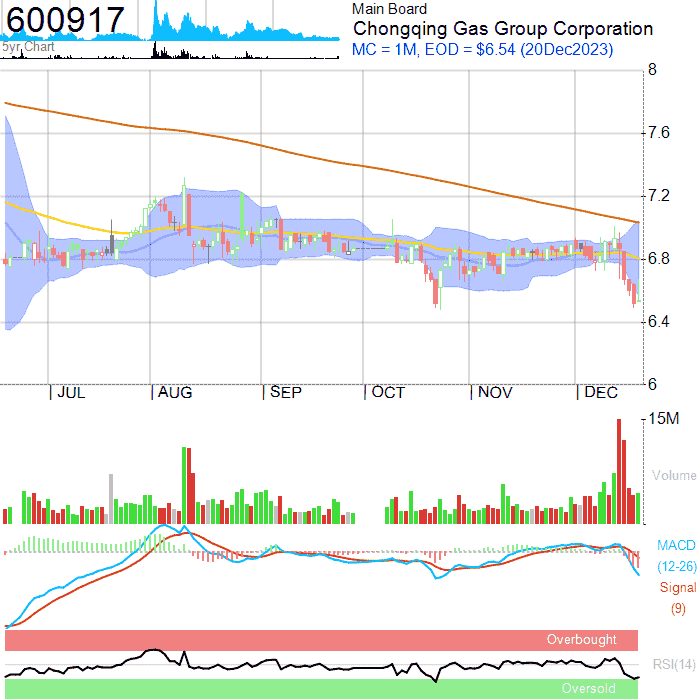 600917
5yr. Chart
Main Board
Chongqing Gas Group Corporation
MC = 1M, EOD = $6.54 (20Dec2023)
8
7.6
7.2
6.8
6.4
6
JUL AUG SEP OCT NOV DEC
15M
Volume
MACD
(12-26)
Signal
(9)
Overbought
RSI(14)
Oversold